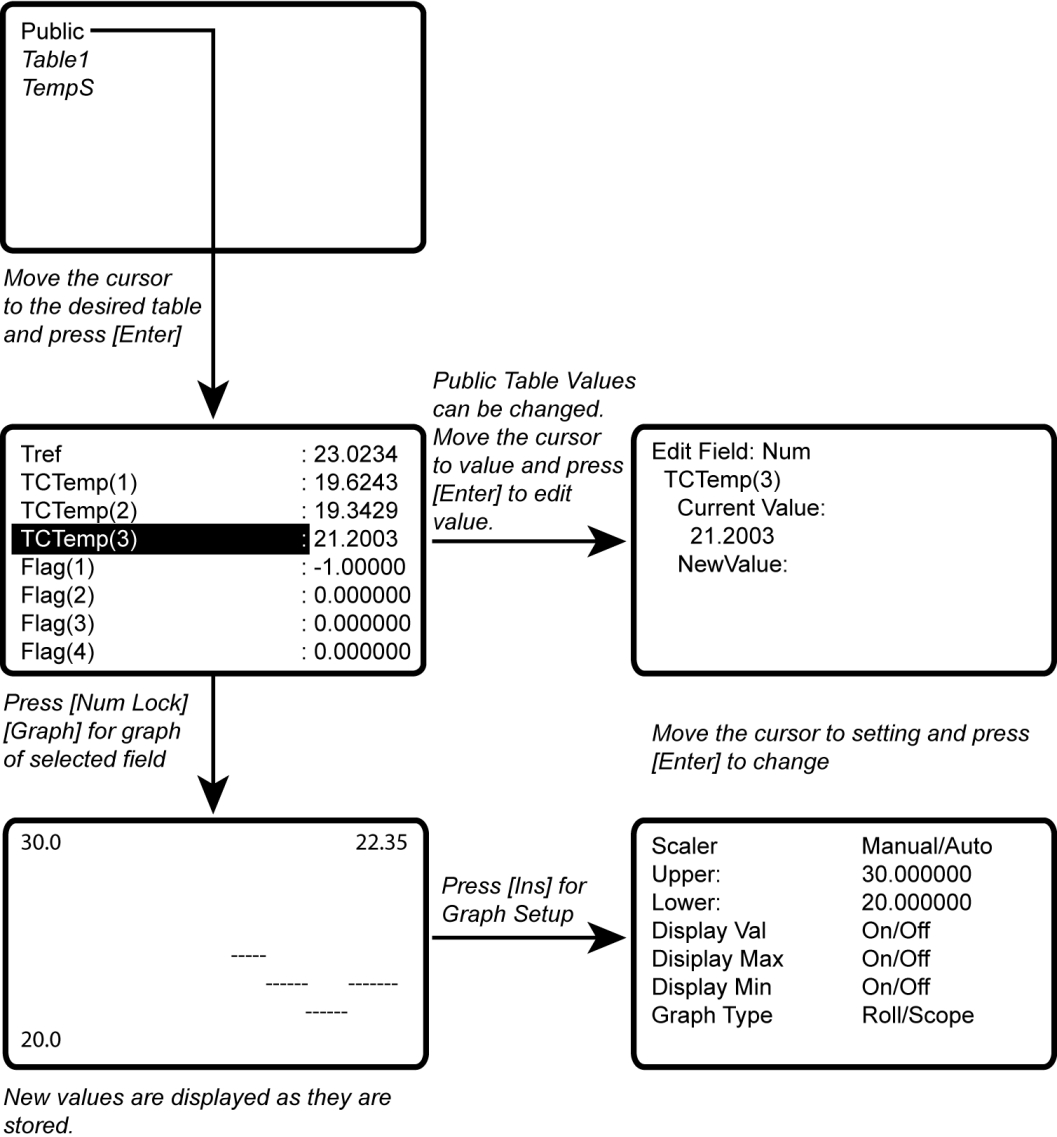 Public
Table1
TempS
Move the cursor
to the desired table
and press [Enter]
Tref : 23.0234
TCTemp(1) : 19.6243
TCTemp(2) : 19.3429
TCTemp(3) : 21.2003
Flag(1) : -1.00000
Flag(2) : 0.000000
Flag(3) : 0.000000
Flag(4) : 0.000000
Public Table Values
can be changed.
Move the cursor
to value and press
[Enter] to edit
value.
Edit Field: Num
TCTemp(3)
Current Value:
21.2003
NewValue:
Press [Num Lock]
[Graph] for graph
of selected field
Move the cursor to setting and press
[Enter] to change
30.0 22.35
20.0
Press [Ins] for
Graph Setup
Scaler Manual/Auto
Upper: 30.000000
Lower: 20.000000
Display Val On/Off
Disiplay Max On/Off
Display Min On/Off
Graph Type Roll/Scope
New values are displayed as they are
stored.